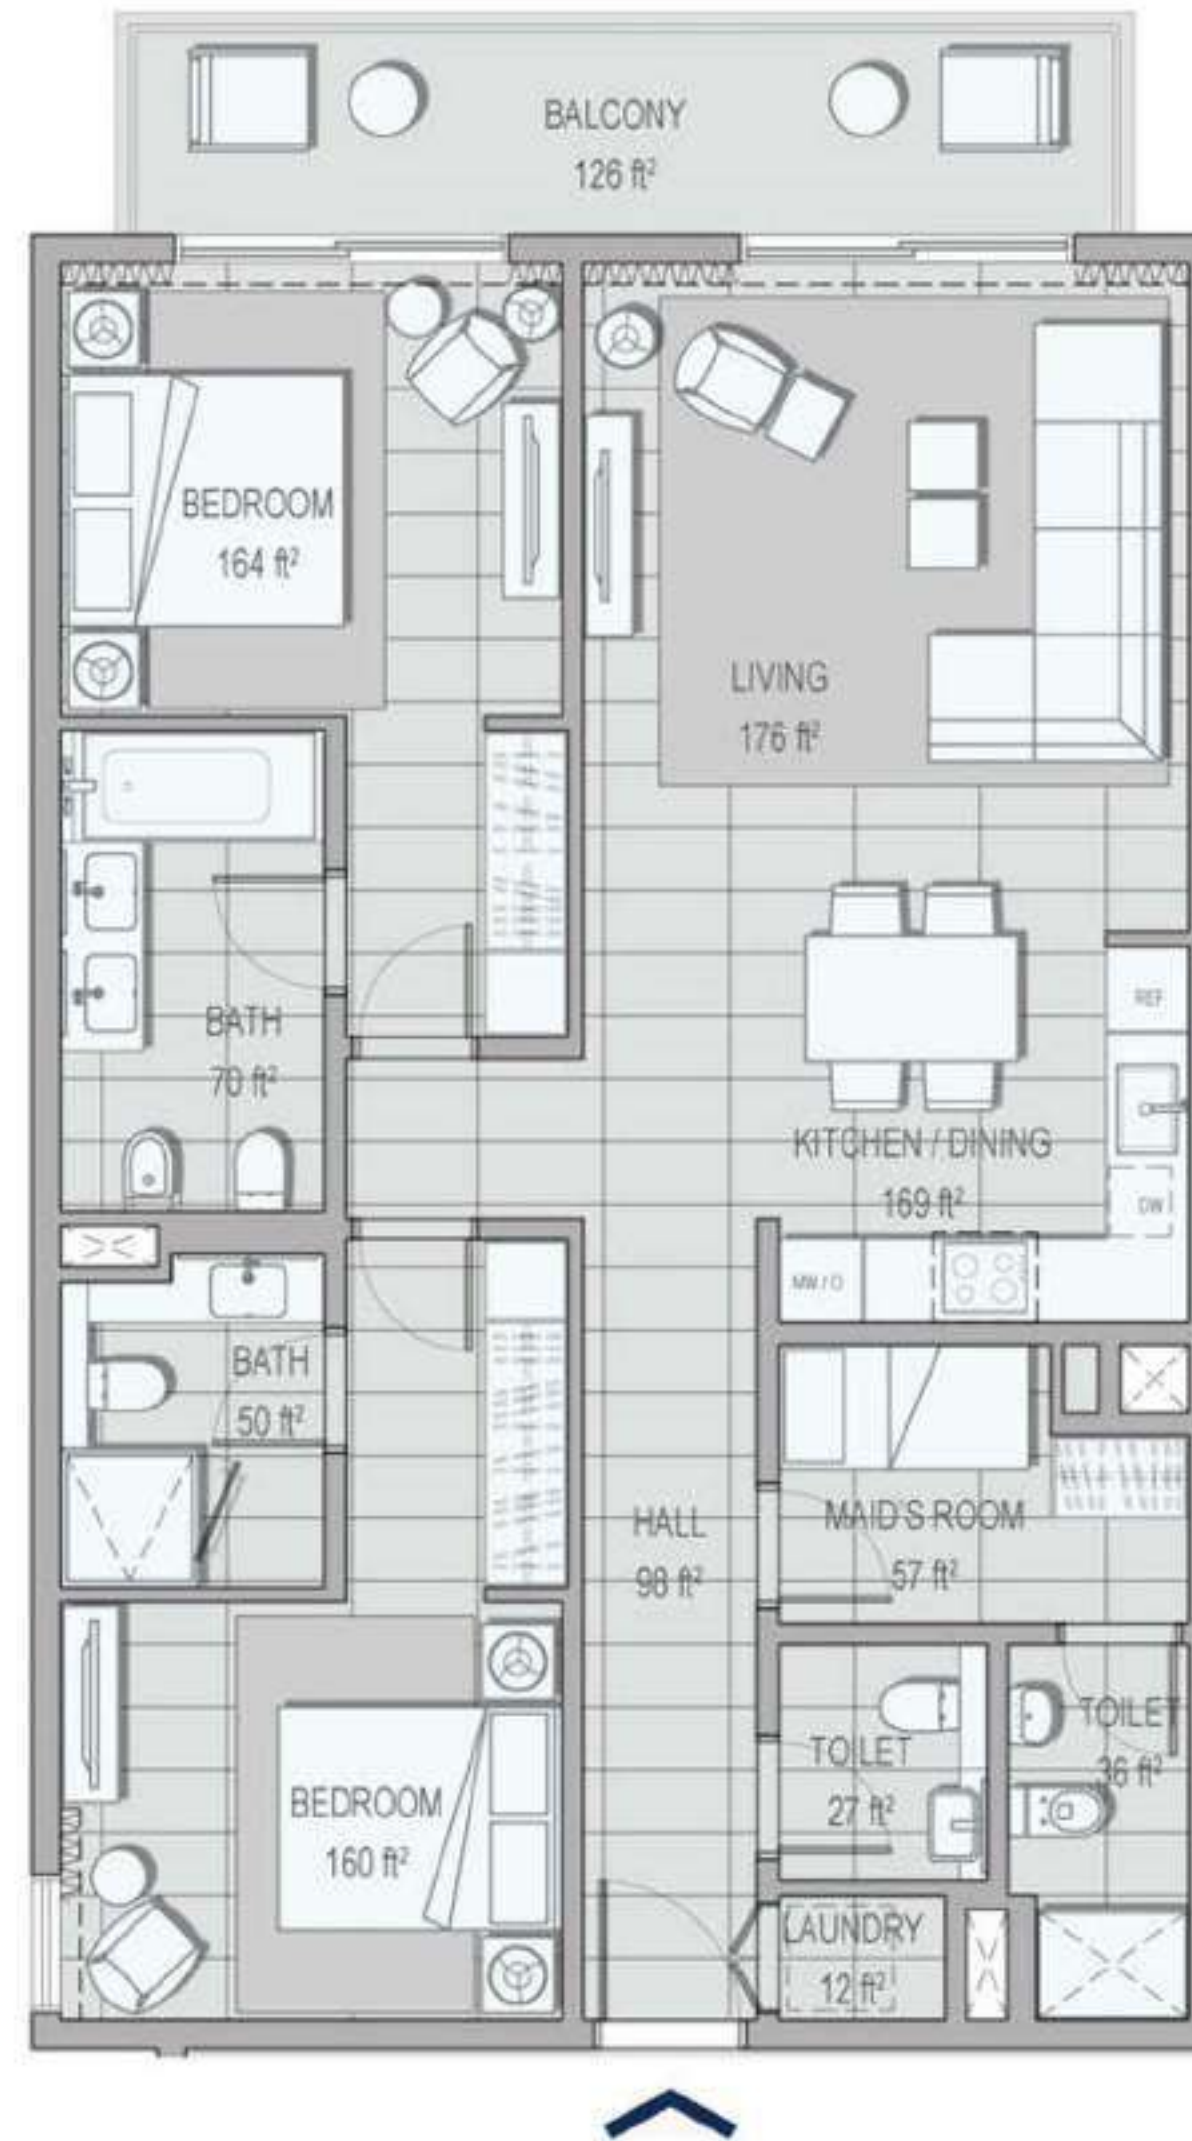 BALCONY
126 ft²
BEDROOM
164 ft²
LIVING
176 ft²
REF
BATH
70 ft²
KITCHEN / DINING
169 ft²
DW
MW / O
BATH
50 ft²
HALL
98 ft²
MAID'S ROOM
57 ft²
TOILET
36 ft²
TOILET
27 ft²
BEDROOM
160 ft²
LAUNDRY
12 ft²